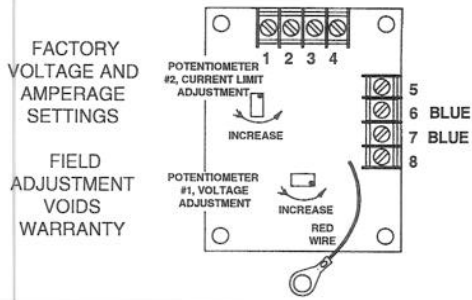 FACTORY
VOLTAGE AND
AMPERAGE
SETTINGS
FIELD
ADJUSTMENT
VOIDS
WARRANTY
1 2 3 4
POTENTIOMETER
#2, CURRENT LIMIT
ADJUSTMENT
INCREASE
5
6 BLUE
7 BLUE
8
POTENTIOMETER
#1, VOLTAGE
ADJUSTMENT
INCREASE
RED
WIRE